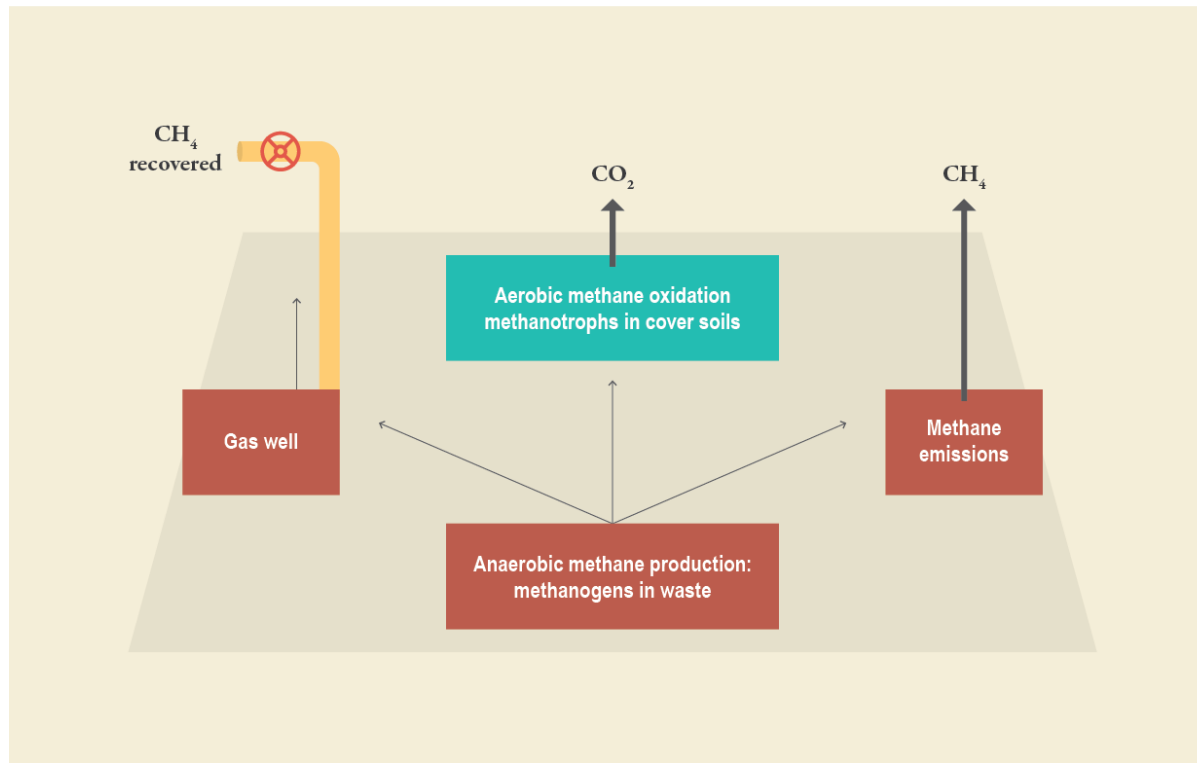 CH₄
recovered
CO₂
CH₄
Aerobic methane oxidation
methanotrophs in cover soils
Gas well
Methane
emissions
Anaerobic methane production:
methanogens in waste